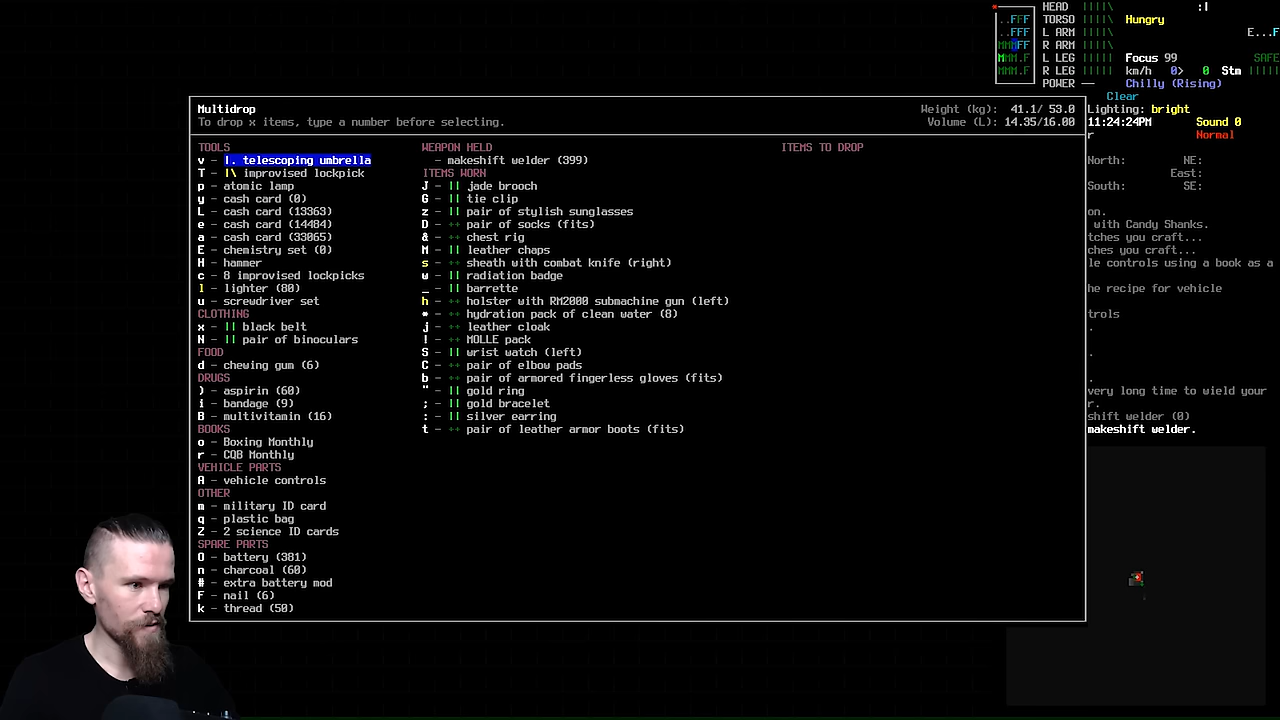 HEAD ||||\ :|
TORSO ||||\ Hungry
L ARM ||||\ E...F
R ARM ||||\
L LEG ||||| Focus 99 SAFE
R LEG ||||| km/h 0> 0 Stm |||||
POWER -- Chilly (Rising)
Clear
Lighting: bright
11:24:24PM Sound 0
r Normal
North: NE:
East:
South: SE:
on.
with Candy Shanks.
tches you craft...
ches you craft...
le controls using a book as a
he recipe for vehicle
trols
.
.
.
very long time to wield your
r.
shift welder (0)
makeshift welder.
Multidrop Weight (kg): 41.1/ 53.0
To drop x items, type a number before selecting. Volume (L): 14.35/16.00
TOOLS
v - |. telescoping umbrella
T - |\ improvised lockpick
p - atomic lamp
y - cash card (0)
L - cash card (13363)
e - cash card (14484)
a - cash card (33065)
E - chemistry set (0)
H - hammer
c - 8 improvised lockpicks
l - lighter (80)
u - screwdriver set
CLOTHING
x - || black belt
N - || pair of binoculars
FOOD
d - chewing gum (6)
DRUGS
) - aspirin (60)
i - bandage (9)
B - multivitamin (16)
BOOKS
o - Boxing Monthly
r - CQB Monthly
VEHICLE PARTS
A - vehicle controls
OTHER
m - military ID card
q - plastic bag
Z - 2 science ID cards
SPARE PARTS
O - battery (381)
n - charcoal (60)
# - extra battery mod
F - nail (6)
k - thread (50)
WEAPON HELD
- makeshift welder (399)
ITEMS WORN
J - || jade brooch
G - || tie clip
z - || pair of stylish sunglasses
D - ++ pair of socks (fits)
& - ++ chest rig
M - || leather chaps
s - ++ sheath with combat knife (right)
w - || radiation badge
_ - || barrette
h - ++ holster with RM2000 submachine gun (left)
* - ++ hydration pack of clean water (8)
j - ++ leather cloak
! - ++ MOLLE pack
S - || wrist watch (left)
C - ++ pair of elbow pads
b - ++ pair of armored fingerless gloves (fits)
" - || gold ring
; - || gold bracelet
: - || silver earring
t - ++ pair of leather armor boots (fits)
ITEMS TO DROP